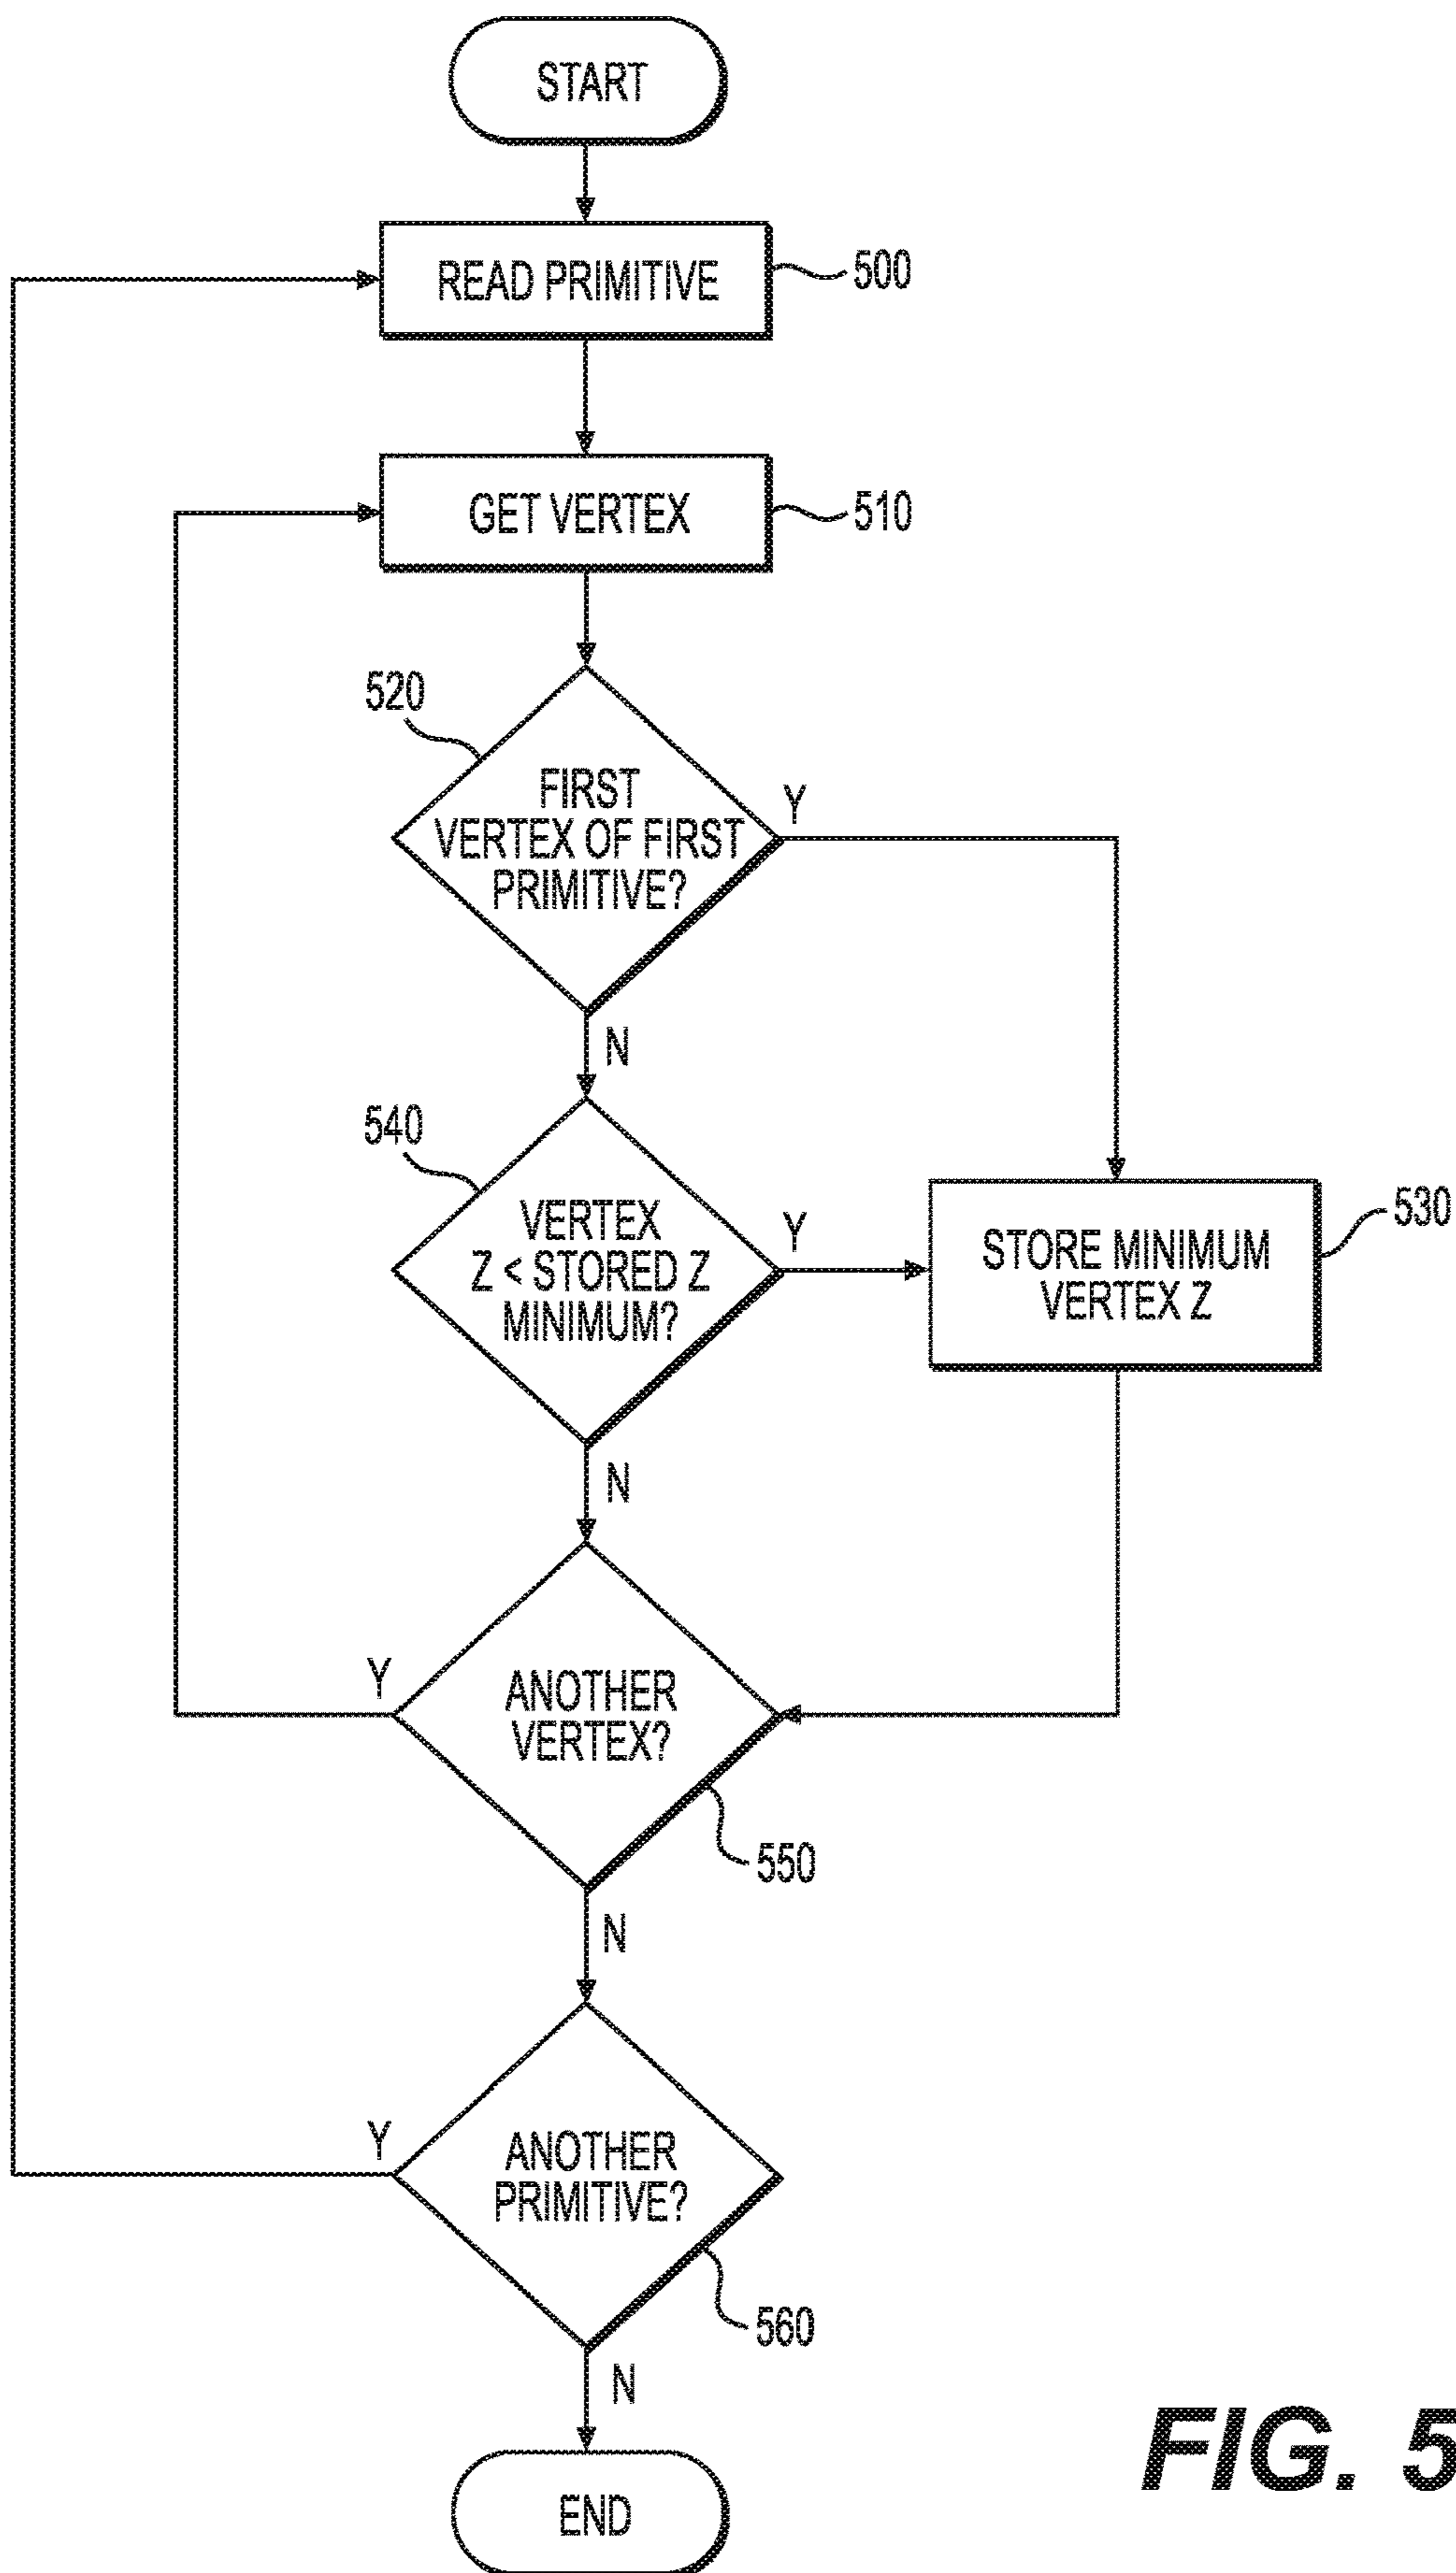 START
READ PRIMITIVE
500
GET VERTEX
510
520
FIRST
VERTEX OF FIRST
PRIMITIVE?
Y
N
540
VERTEX
Z < STORED Z
MINIMUM?
Y
STORE MINIMUM
VERTEX Z
530
N
Y
ANOTHER
VERTEX?
550
N
Y
ANOTHER
PRIMITIVE?
560
N
END
FIG. 5